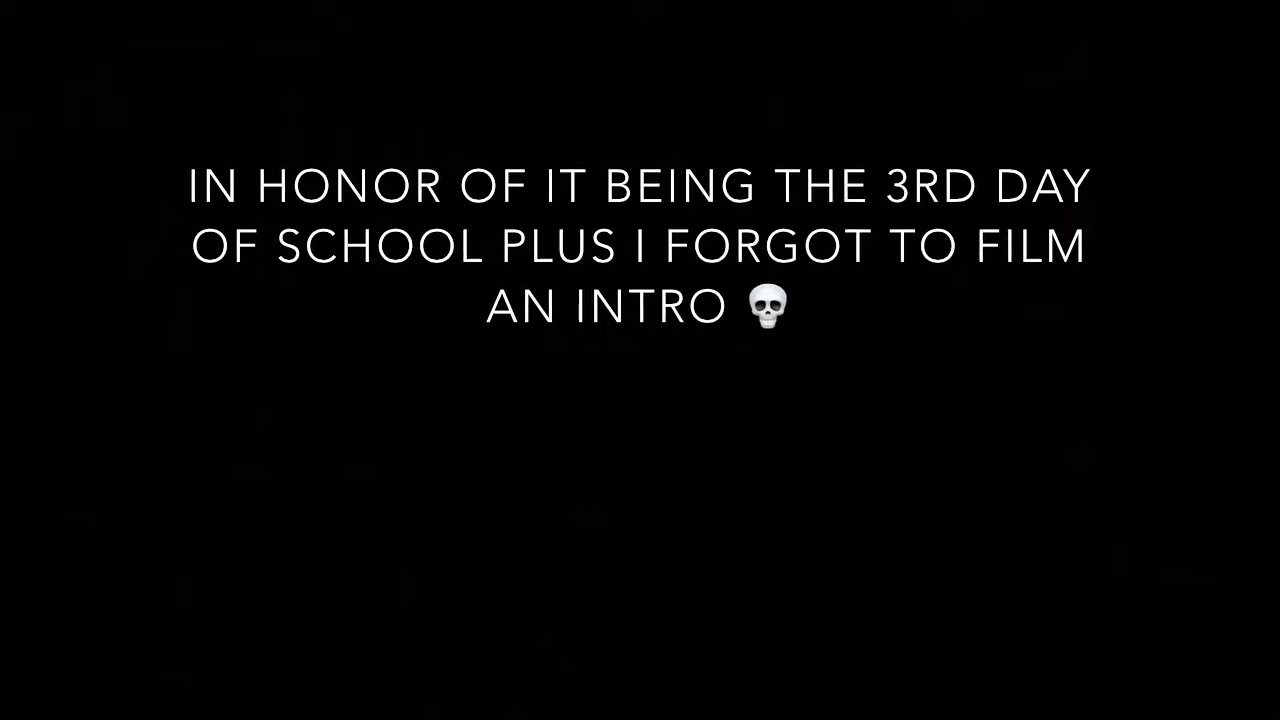 IN HONOR OF IT BEING THE 3RD DAY
OF SCHOOL PLUS I FORGOT TO FILM
AN INTRO 💀